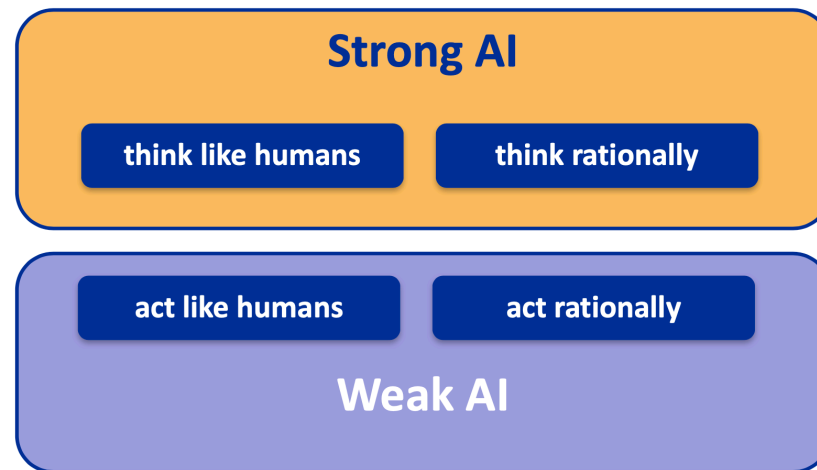 Strong AI
think like humans
think rationally
act like humans
act rationally
Weak AI